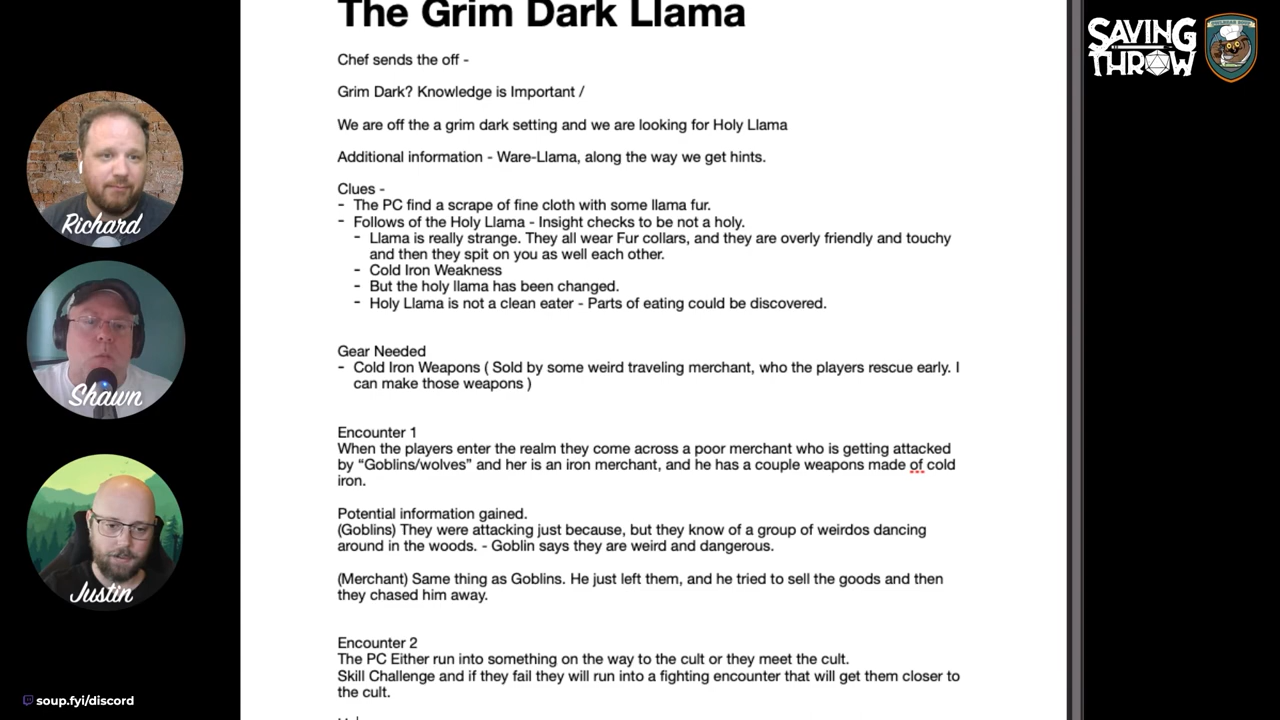 The Grim Dark Llama
Chef sends the off -
Grim Dark? Knowledge is Important /
We are off the a grim dark setting and we are looking for Holy Llama
Additional information - Ware-Llama, along the way we get hints.
Clues -
- The PC find a scrape of fine cloth with some llama fur.
- Follows of the Holy Llama - Insight checks to be not a holy.
- Llama is really strange. They all wear Fur collars, and they are overly friendly and touchy
and then they spit on you as well each other.
- Cold Iron Weakness
- But the holy llama has been changed.
- Holy Llama is not a clean eater - Parts of eating could be discovered.
Gear Needed
- Cold Iron Weapons ( Sold by some weird traveling merchant, who the players rescue early. I
can make those weapons )
Encounter 1
When the players enter the realm they come across a poor merchant who is getting attacked
by “Goblins/wolves” and her is an iron merchant, and he has a couple weapons made of cold
iron.
Potential information gained.
(Goblins) They were attacking just because, but they know of a group of weirdos dancing
around in the woods. - Goblin says they are weird and dangerous.
(Merchant) Same thing as Goblins. He just left them, and he tried to sell the goods and then
they chased him away.
Encounter 2
The PC Either run into something on the way to the cult or they meet the cult.
Skill Challenge and if they fail they will run into a fighting encounter that will get them closer to
the cult.
Richard
Shawn
Justin
soup.fyi/discord
SAVING
THROW